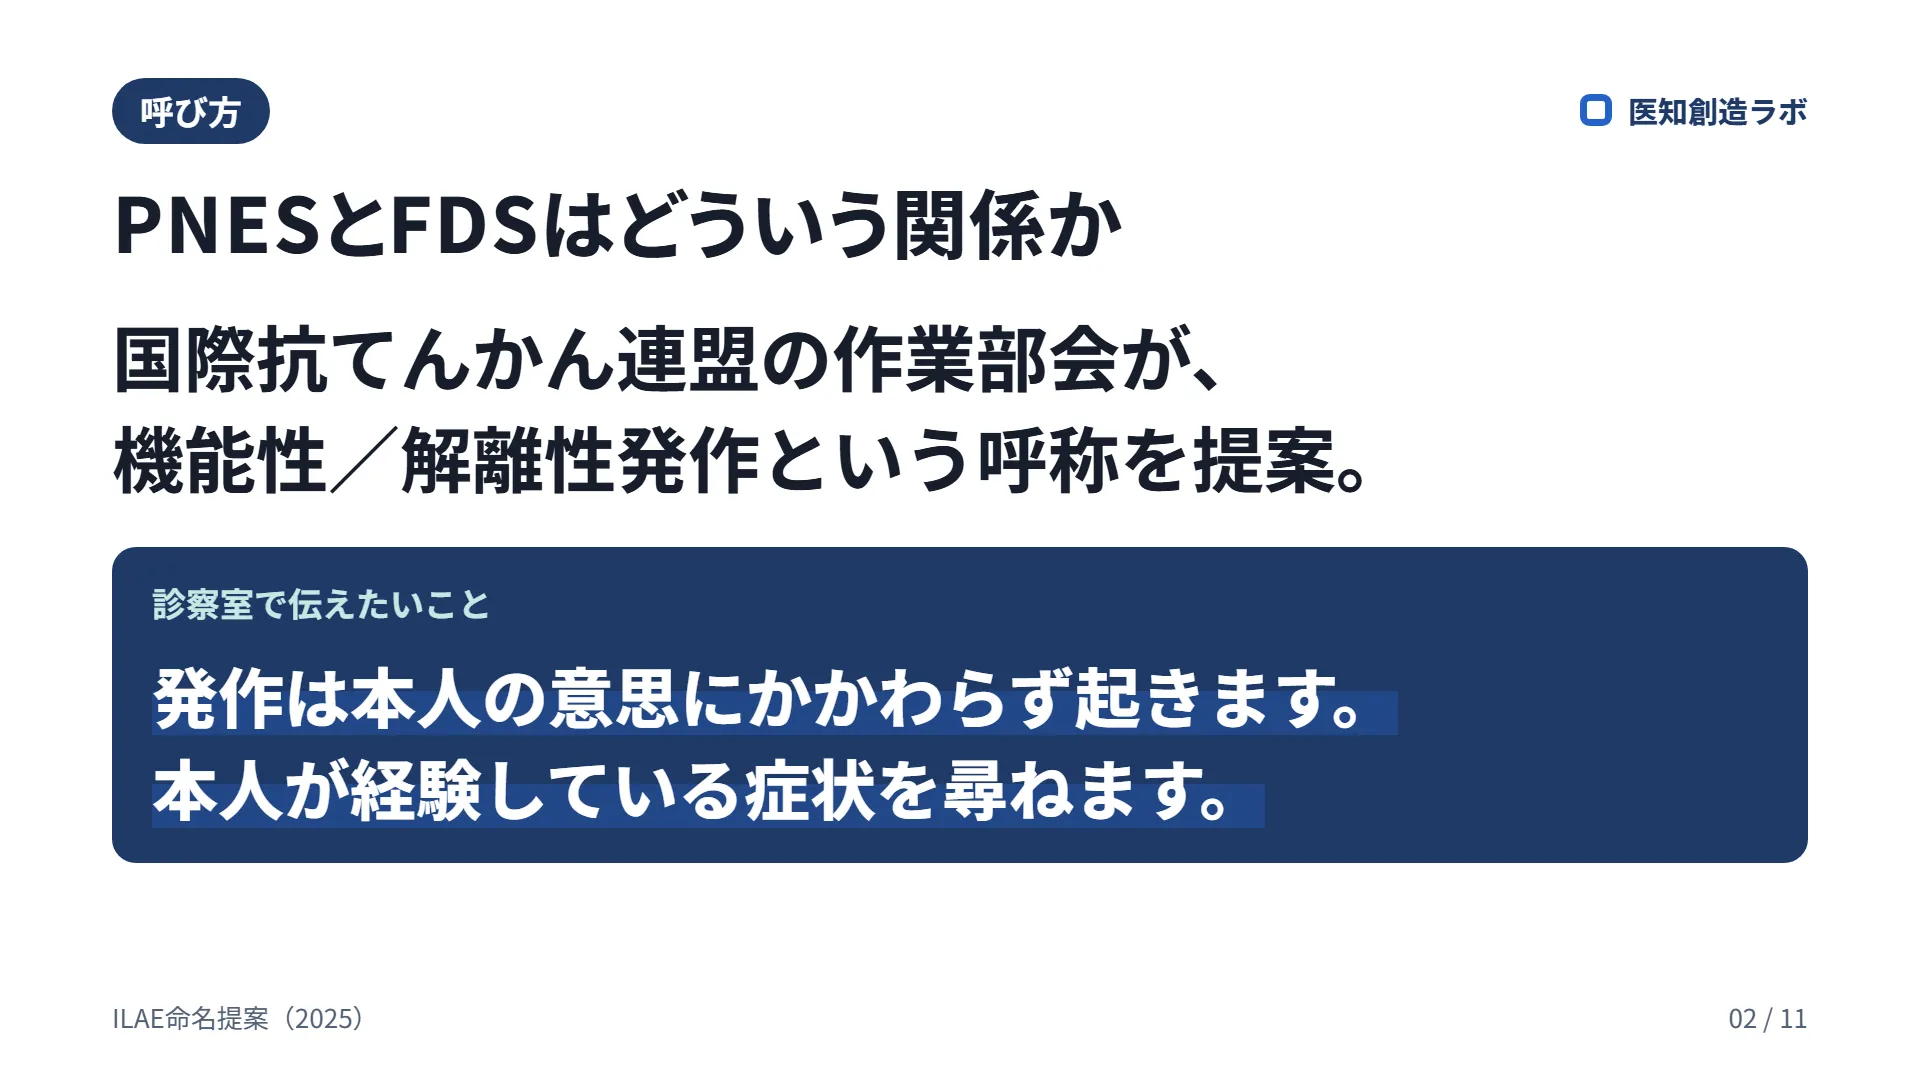 呼び方
医知創造ラボ
PNESとFDSはどういう関係か
国際抗てんかん連盟の作業部会が、
機能性／解離性発作という呼称を提案。
診察室で伝えたいこと
発作は本人の意思にかかわらず起きます。
本人が経験している症状を尋ねます。
ILAE命名提案（2025）
02 / 11